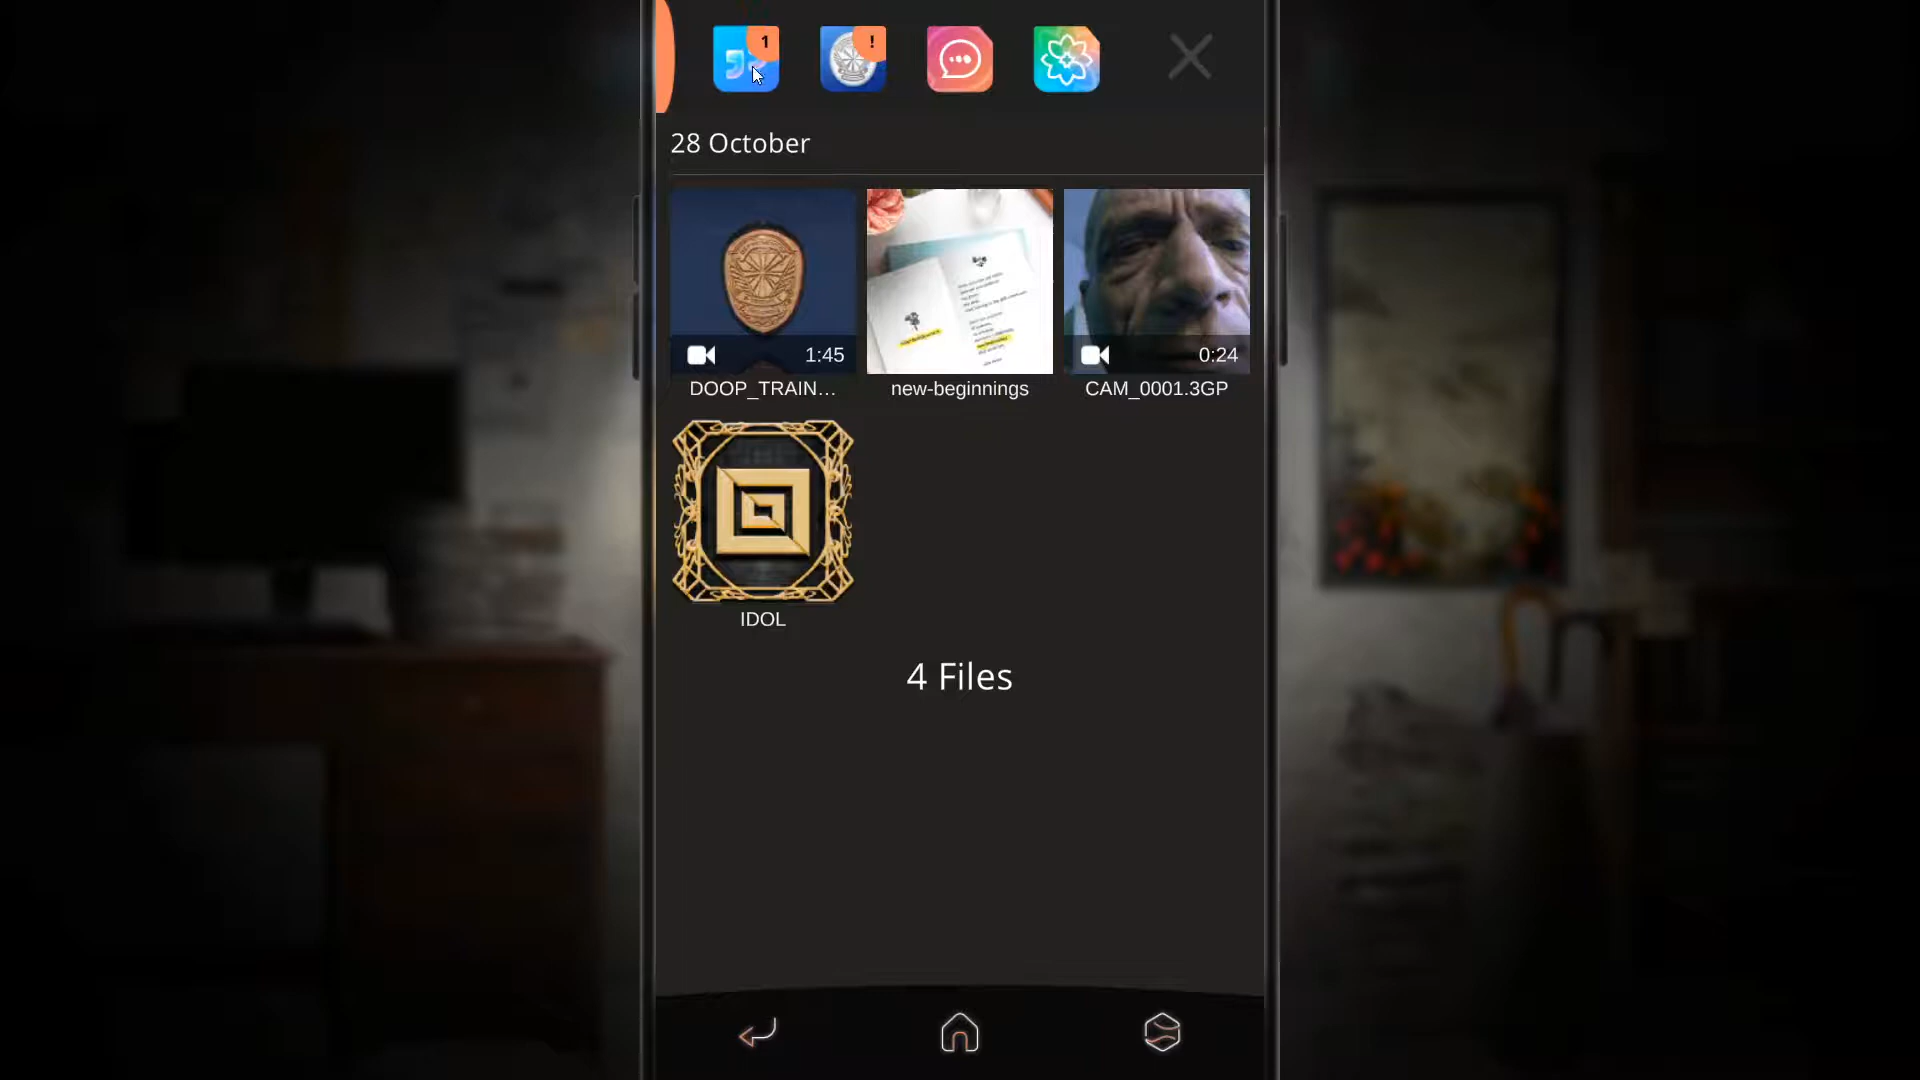 1
!
28 October
1:45
0:24
DOOP_TRAIN...
new-beginnings
CAM_0001.3GP
IDOL
4 Files